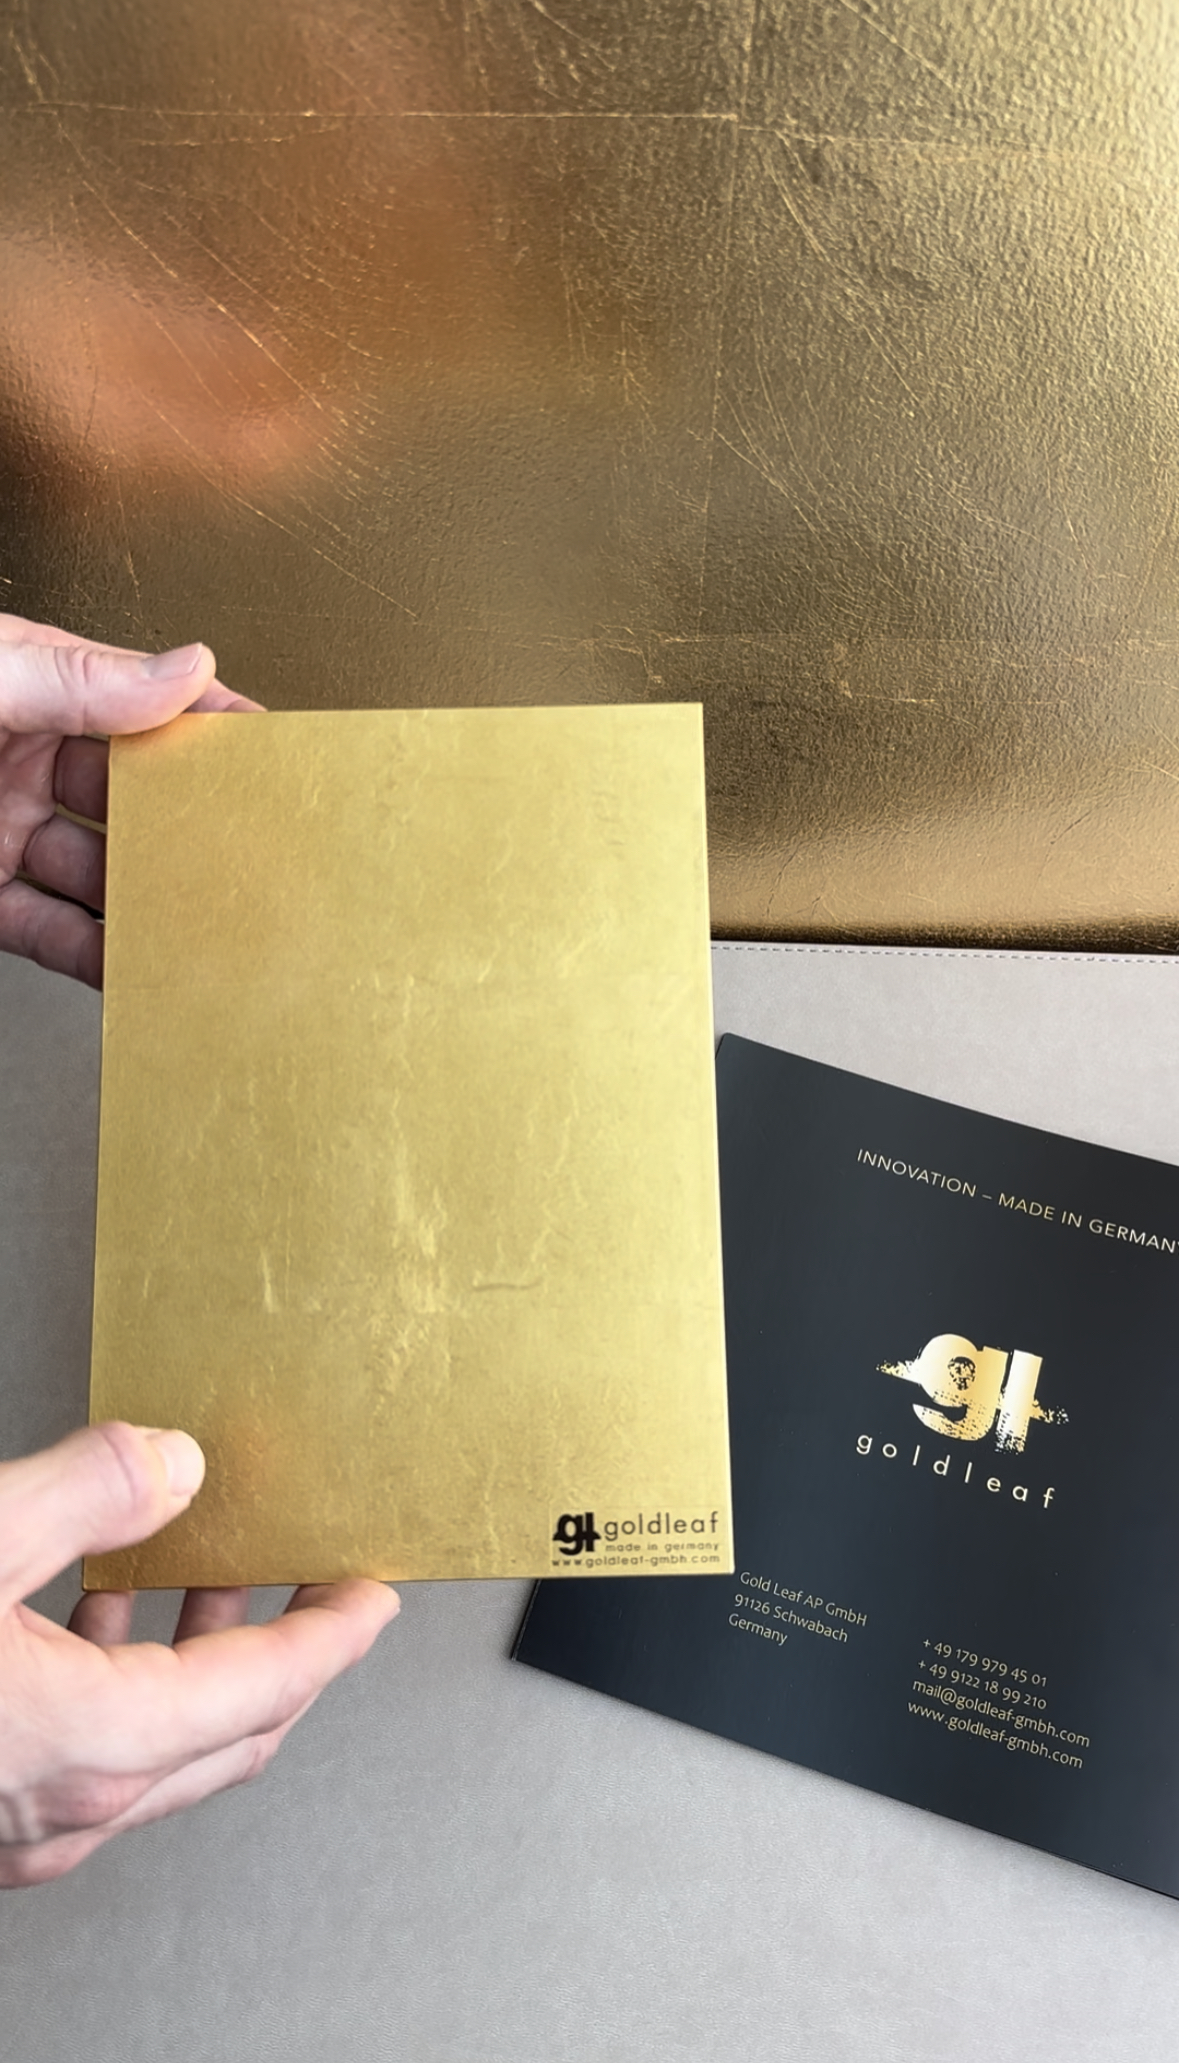 INNOVATION – MADE IN GERMANY
gl
goldleaf
gl goldleaf
made in germany
www.goldleaf-gmbh.com
Gold Leaf AP GmbH
91126 Schwabach
Germany
+ 49 179 979 45 01
+ 49 9122 18 99 210
mail@goldleaf-gmbh.com
www.goldleaf-gmbh.com